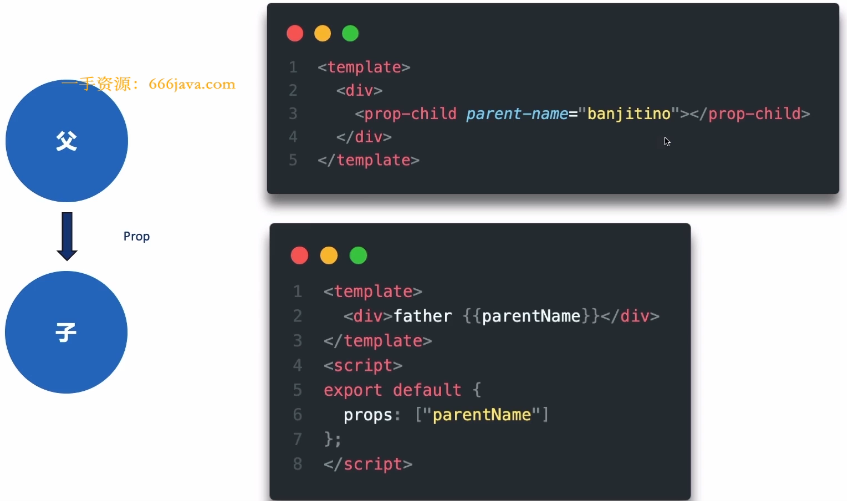 一手资源：666java.com
父
Prop
子
1 <template>
2 <div>
3 <prop-child parent-name="banjitino"></prop-child>
4 </div>
5 </template>
1 <template>
2 <div>father {{parentName}}</div>
3 </template>
4 <script>
5 export default {
6 props: ["parentName"]
7 };
8 </script>